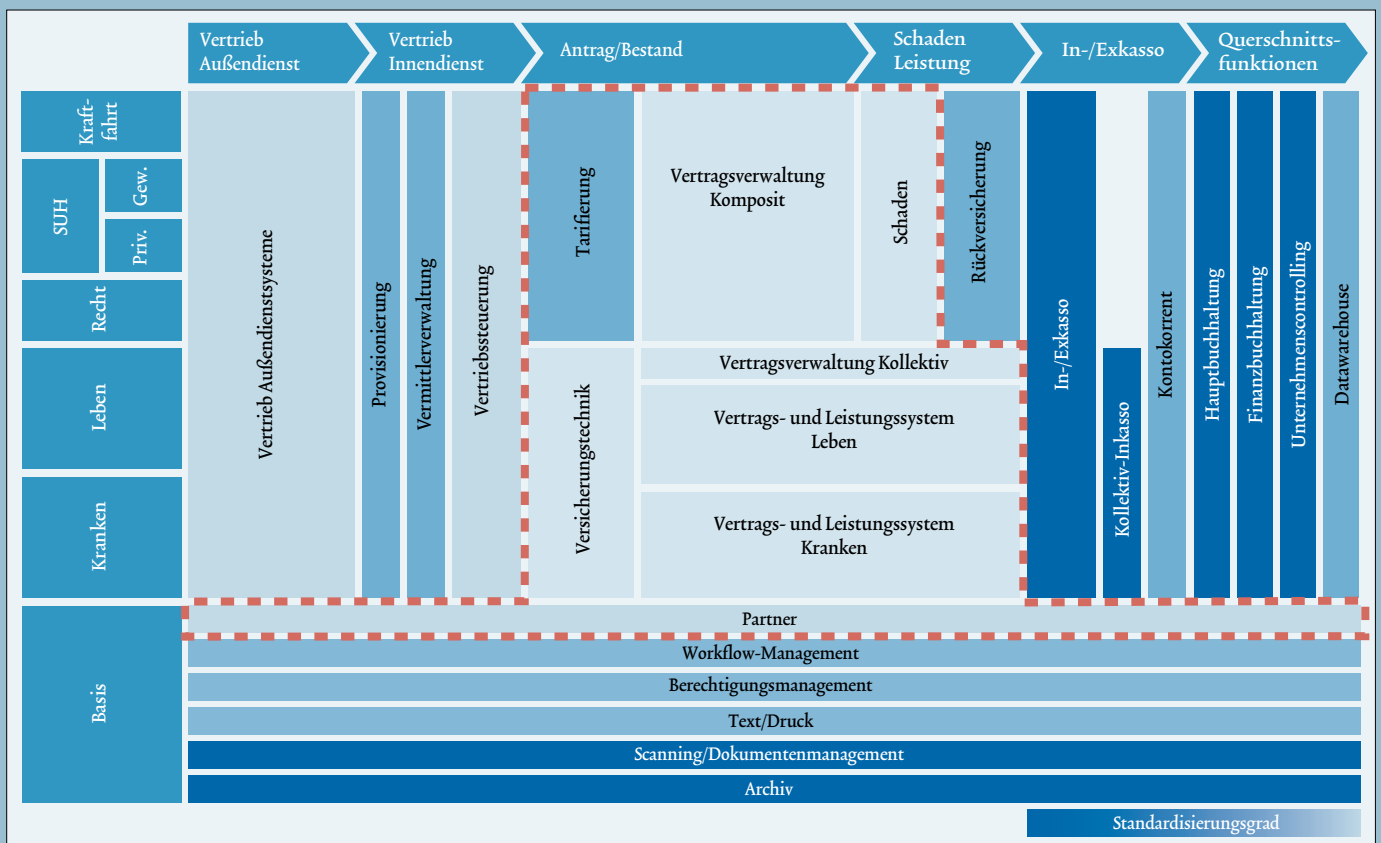 Vertrieb
Außendienst
Vertrieb
Innendienst
Antrag/Bestand
Schaden
Leistung
In-/Exkasso
Querschnitts-
funktionen
Kraft-
fahrt
SUH
Gew.
Priv.
Recht
Leben
Kranken
Basis
Vertrieb Außendienstsysteme
Provisionierung
Vermittlerverwaltung
Vertriebssteuerung
Tarifierung
Vertragsverwaltung
Komposit
Schaden
Rückversicherung
Versicherungstechnik
Vertragsverwaltung Kollektiv
Vertrags- und Leistungssystem
Leben
Vertrags- und Leistungssystem
Kranken
In-/Exkasso
Kollektiv-Inkasso
Kontokorrent
Hauptbuchhaltung
Finanzbuchhaltung
Unternehmenscontrolling
Datawarehouse
Partner
Workflow-Management
Berechtigungsmanagement
Text/Druck
Scanning/Dokumentenmanagement
Archiv
Standardisierungsgrad